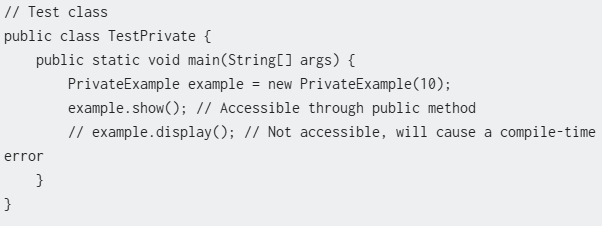 // Test class
public class TestPrivate {
    public static void main(String[] args) {
        PrivateExample example = new PrivateExample(10);
        example.show(); // Accessible through public method
        // example.display(); // Not accessible, will cause a compile-time
error
    }
}